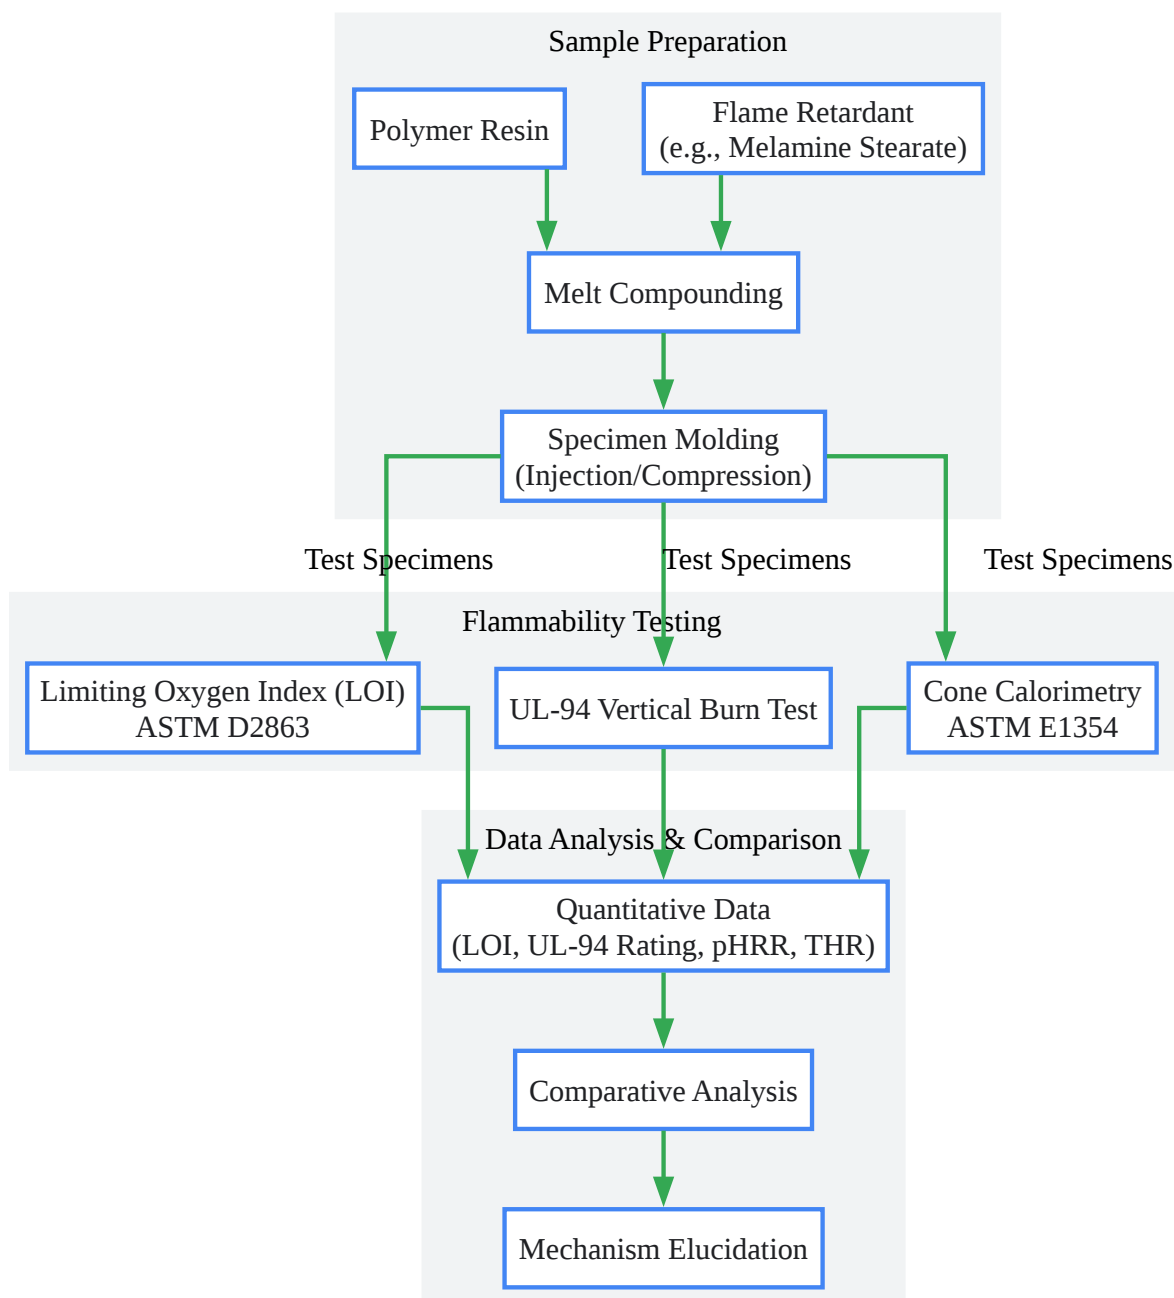 Sample Preparation
Polymer Resin
Flame Retardant
(e.g., Melamine Stearate)
Melt Compounding
Specimen Molding
(Injection/Compression)
Test Specimens
Test Specimens
Test Specimens
Flammability Testing
Limiting Oxygen Index (LOI)
ASTM D2863
UL-94 Vertical Burn Test
Cone Calorimetry
ASTM E1354
Data Analysis & Comparison
Quantitative Data
(LOI, UL-94 Rating, pHRR, THR)
Comparative Analysis
Mechanism Elucidation